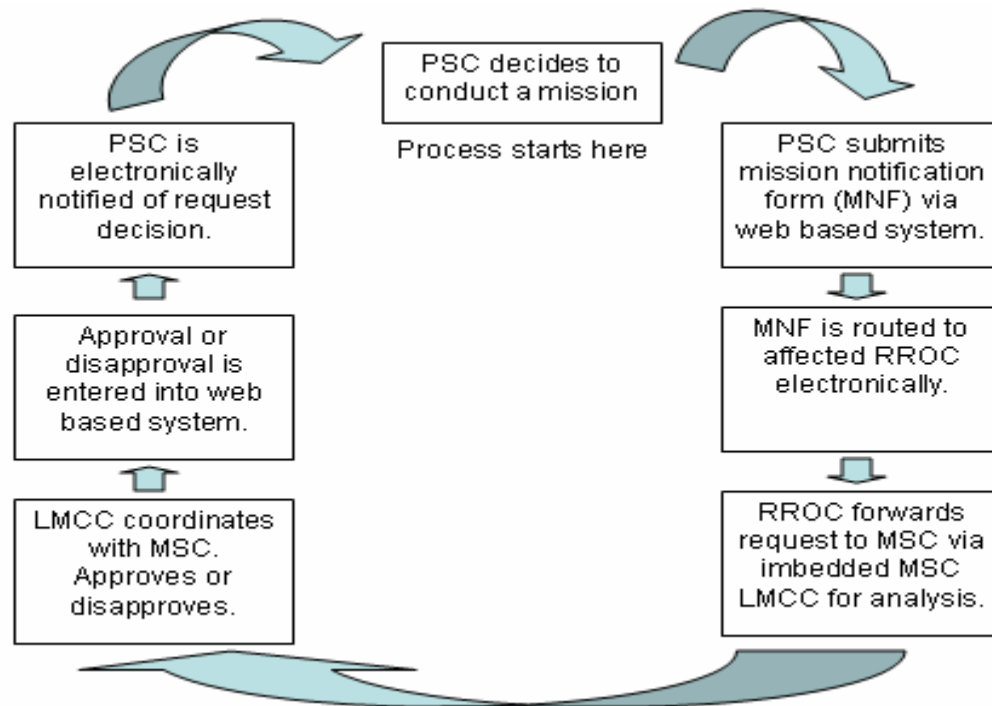 PSC decides to
conduct a mission
Process starts here
PSC submits
mission notification
form (MNF) via
web based system.
MNF is routed to
affected RROC
electronically.
RROC forwards
request to MSC via
imbedded MSC
LMCC for analysis.
LMCC coordinates
with MSC.
Approves or
disapproves.
Approval or
disapproval is
entered into web
based system.
PSC is
electronically
notified of request
decision.